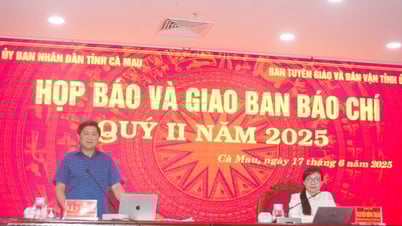 ỦY BAN NHÂN DÂN TỈNH CÀ MAU
BAN TUYÊN GIÁO VÀ DÂN VẬN TỈNH Ủ
HỌP BÁO VÀ GIAO BAN BÁO CHÍ
QUÝ II NĂM 2025
Cà Mau, ngày 17 tháng 6 năm 2025